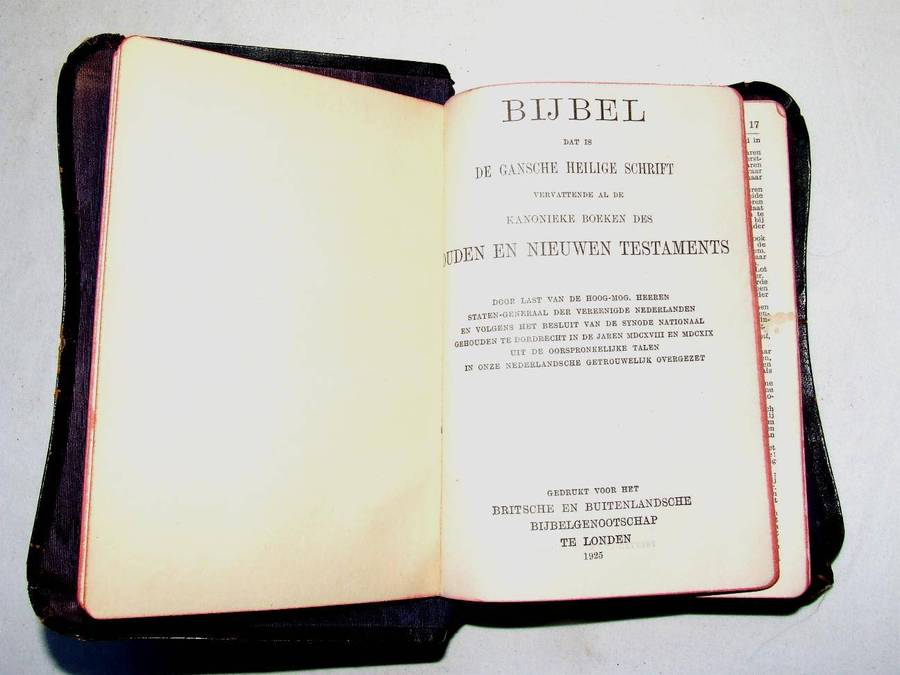 BIJBEL
DAT IS
DE GANSCHE HEILIGE SCHRIFT
VERVATTENDE AL DE
KANONIEKE BOEKEN DES
OUDEN EN NIEUWEN TESTAMENTS
DOOR LAST VAN DE HOOG-MOG. HEEREN
STATEN-GENERAAL DER VEREENIGDE NEDERLANDEN
EN VOLGENS HET BESLUIT VAN DE SYNODE NATIONAAL
GEHOUDEN TE DORDRECHT IN DE JAREN MDCXVIII EN MDCXIX
UIT DE OORSPRONKELIJKE TALEN
IN ONZE NEDERLANDSCHE GETROUWELIJK OVERGEZET
GEDRUKT VOOR HET
BRITSCHE EN BUITENLANDSCHE
BIJBELGENOOTSCHAP
TE LONDEN
1925
17